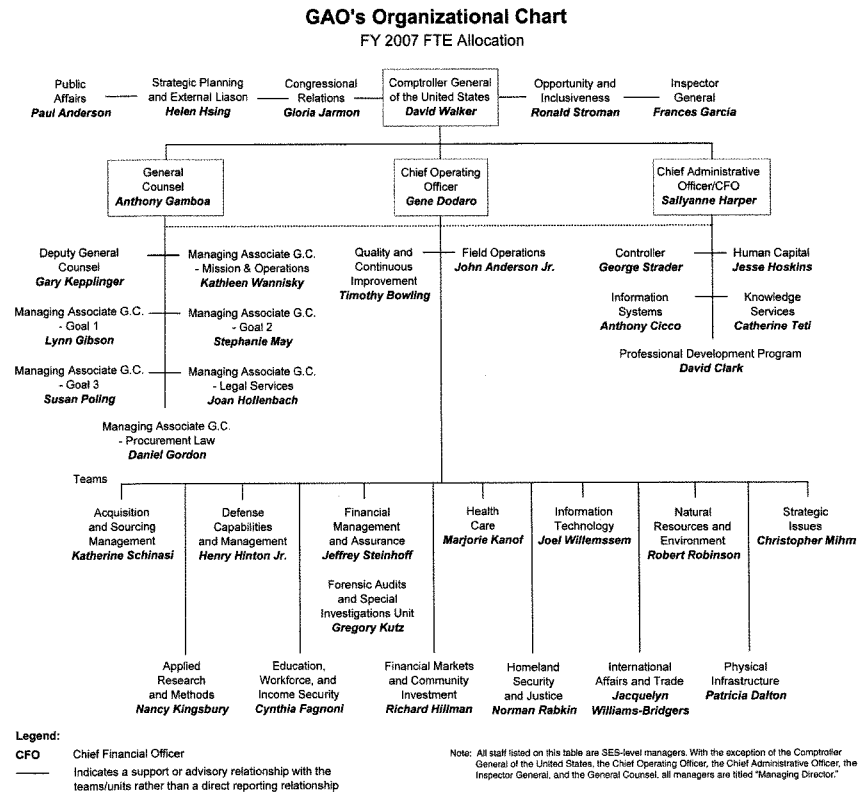 GAO's Organizational Chart
FY 2007 FTE Allocation
Public
Affairs
Paul Anderson
Strategic Planning
and External Liason
Helen Hsing
Congressional
Relations
Gloria Jarmon
Comptroller General
of the United States
David Walker
Opportunity and
Inclusiveness
Ronald Stroman
Inspector
General
Frances Garcia
General
Counsel
Anthony Gamboa
Chief Operating
Officer
Gene Dodaro
Chief Administrative
Officer/CFO
Sallyanne Harper
Deputy General
Counsel
Gary Kepplinger
Managing Associate G.C.
- Mission & Operations
Kathleen Wannisky
Quality and
Continuous
Improvement
Timothy Bowling
Field Operations
John Anderson Jr.
Controller
George Strader
Human Capital
Jesse Hoskins
Managing Associate G.C.
- Goal 1
Lynn Gibson
Managing Associate G.C.
- Goal 2
Stephanie May
Information
Systems
Anthony Cicco
Knowledge
Services
Catherine Teti
Professional Development Program
David Clark
Managing Associate G.C.
- Goal 3
Susan Poling
Managing Associate G.C.
- Legal Services
Joan Hollenbach
Managing Associate G.C.
- Procurement Law
Daniel Gordon
Teams
Acquisition
and Sourcing
Management
Katherine Schinasi
Defense
Capabilities
and Management
Henry Hinton Jr.
Financial
Management
and Assurance
Jeffrey Steinhoff
Health
Care
Marjorie Kanof
Information
Technology
Joel Willemssem
Natural
Resources and
Environment
Robert Robinson
Strategic
Issues
Christopher Mihm
Forensic Audits
and Special
Investigations Unit
Gregory Kutz
Applied
Research
and Methods
Nancy Kingsbury
Education,
Workforce, and
Income Security
Cynthia Fagnoni
Financial Markets
and Community
Investment
Richard Hillman
Homeland
Security
and Justice
Norman Rabkin
International
Affairs and Trade
Jacquelyn
Williams-Bridgers
Physical
Infrastructure
Patricia Dalton
Legend:
CFO Chief Financial Officer
Indicates a support or advisory relationship with the
teams/units rather than a direct reporting relationship
Note: All staff listed on this table are SES-level managers. With the exception of the Comptroller
General of the United States, the Chief Operating Officer, the Chief Administrative Officer, the
Inspector General, and the General Counsel, all managers are titled "Managing Director."